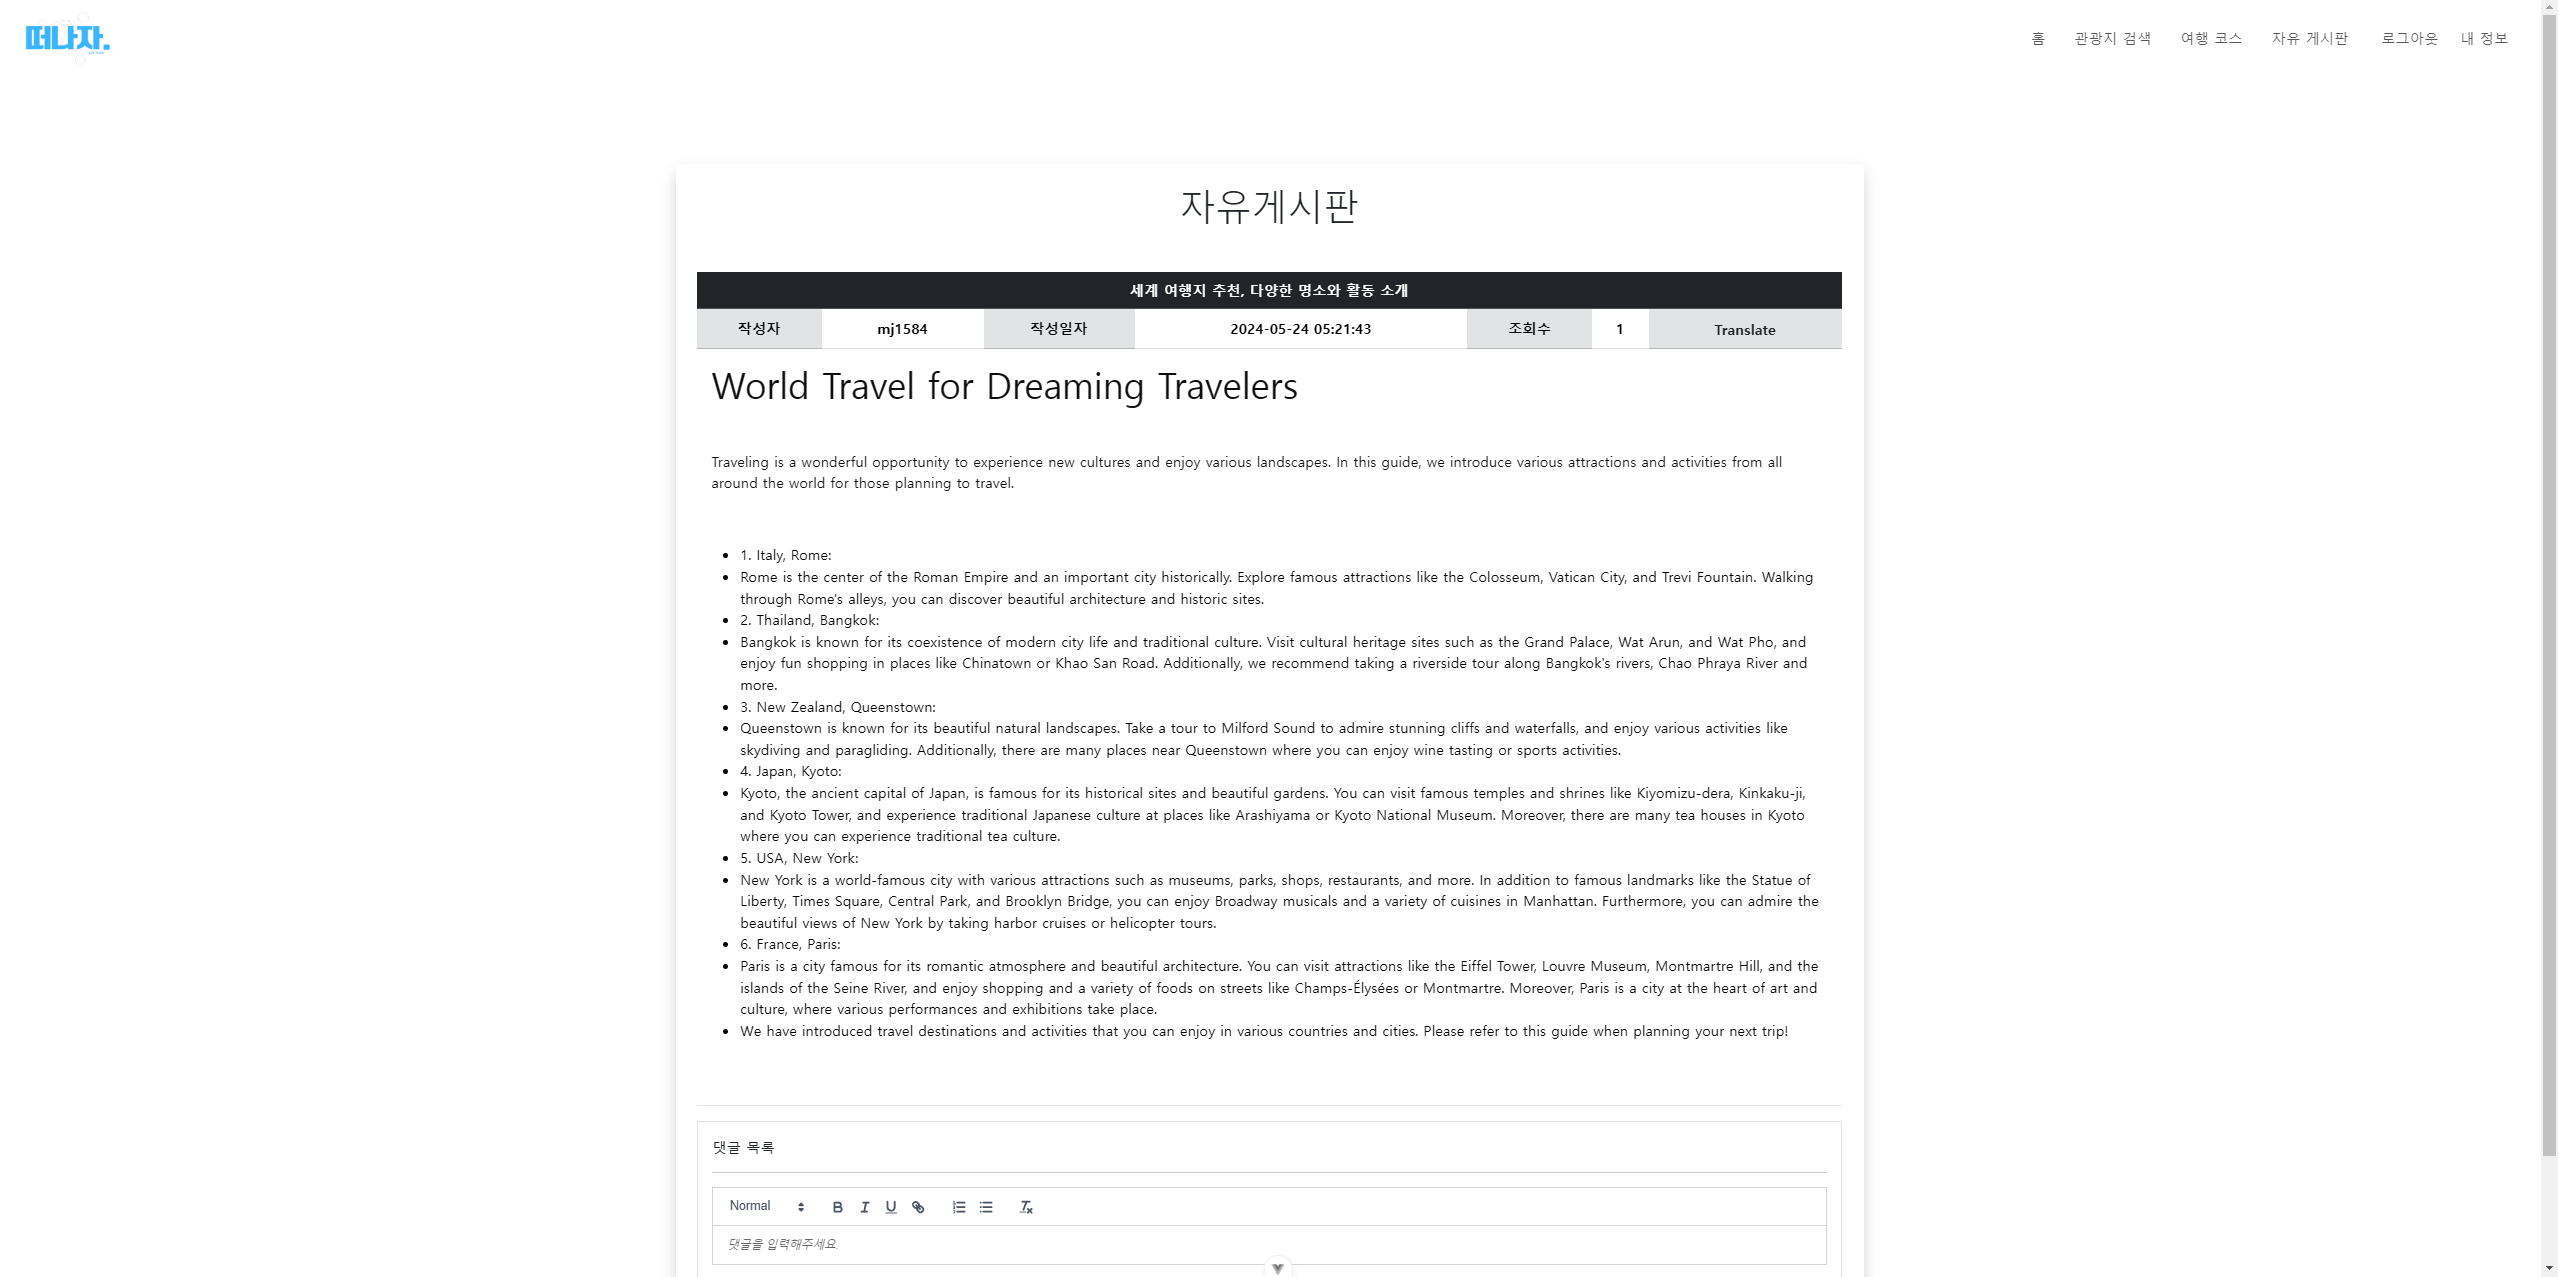 떠나자.
홈 관광지 검색 여행 코스 자유 게시판 로그아웃 내 정보
자유게시판
세계 여행지 추천, 다양한 명소와 활동 소개
작성자 mj1584 작성일자 2024-05-24 05:21:43 조회수 1 Translate
World Travel for Dreaming Travelers
Traveling is a wonderful opportunity to experience new cultures and enjoy various landscapes. In this guide, we introduce various attractions and activities from all
around the world for those planning to travel.
1. Italy, Rome:
Rome is the center of the Roman Empire and an important city historically. Explore famous attractions like the Colosseum, Vatican City, and Trevi Fountain. Walking
through Rome's alleys, you can discover beautiful architecture and historic sites.
2. Thailand, Bangkok:
Bangkok is known for its coexistence of modern city life and traditional culture. Visit cultural heritage sites such as the Grand Palace, Wat Arun, and Wat Pho, and
enjoy fun shopping in places like Chinatown or Khao San Road. Additionally, we recommend taking a riverside tour along Bangkok's rivers, Chao Phraya River and
more.
3. New Zealand, Queenstown:
Queenstown is known for its beautiful natural landscapes. Take a tour to Milford Sound to admire stunning cliffs and waterfalls, and enjoy various activities like
skydiving and paragliding. Additionally, there are many places near Queenstown where you can enjoy wine tasting or sports activities.
4. Japan, Kyoto:
Kyoto, the ancient capital of Japan, is famous for its historical sites and beautiful gardens. You can visit famous temples and shrines like Kiyomizu-dera, Kinkaku-ji,
and Kyoto Tower, and experience traditional Japanese culture at places like Arashiyama or Kyoto National Museum. Moreover, there are many tea houses in Kyoto
where you can experience traditional tea culture.
5. USA, New York:
New York is a world-famous city with various attractions such as museums, parks, shops, restaurants, and more. In addition to famous landmarks like the Statue of
Liberty, Times Square, Central Park, and Brooklyn Bridge, you can enjoy Broadway musicals and a variety of cuisines in Manhattan. Furthermore, you can admire the
beautiful views of New York by taking harbor cruises or helicopter tours.
6. France, Paris:
Paris is a city famous for its romantic atmosphere and beautiful architecture. You can visit attractions like the Eiffel Tower, Louvre Museum, Montmartre Hill, and the
islands of the Seine River, and enjoy shopping and a variety of foods on streets like Champs-Élysées or Montmartre. Moreover, Paris is a city at the heart of art and
culture, where various performances and exhibitions take place.
We have introduced travel destinations and activities that you can enjoy in various countries and cities. Please refer to this guide when planning your next trip!
댓글 목록
Normal
댓글을 입력해주세요.